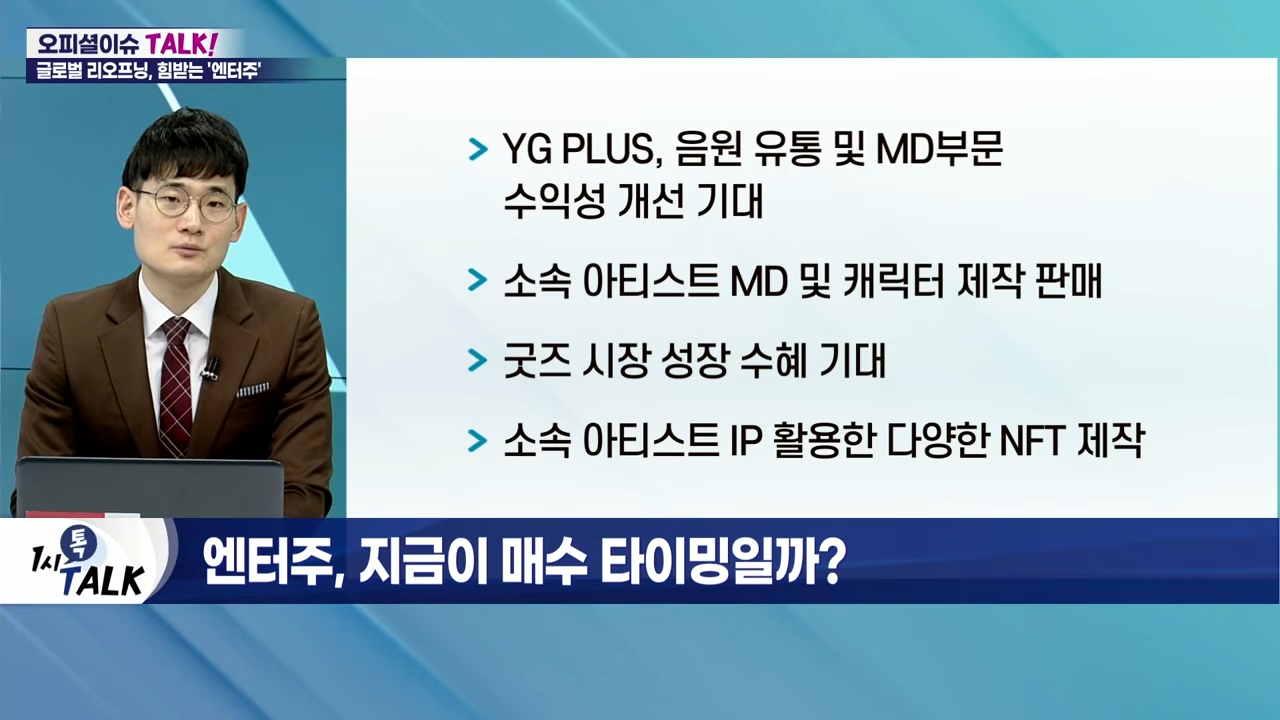 오피셜이슈 TALK!
글로벌 리오프닝, 힘받는 '엔터주'
> YG PLUS, 음원 유통 및 MD부문
수익성 개선 기대
> 소속 아티스트 MD 및 캐릭터 제작 판매
> 굿즈 시장 성장 수혜 기대
> 소속 아티스트 IP 활용한 다양한 NFT 제작
1시 톡 TALK
엔터주, 지금이 매수 타이밍일까?